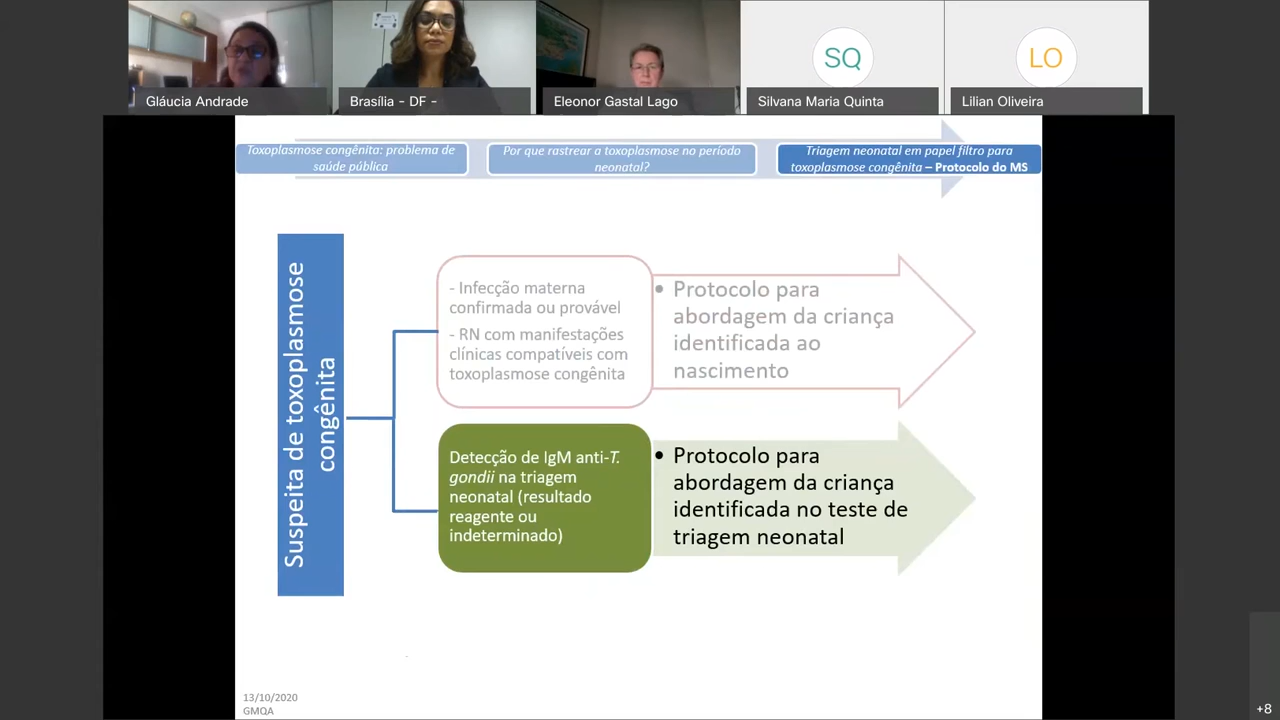 SQ
LO
Gláucia Andrade
Brasília - DF -
Eleonor Gastal Lago
Silvana Maria Quinta
Lilian Oliveira
Toxoplasmose congênita: problema de
saúde pública
Por que rastrear a toxoplasmose no período
neonatal?
Triagem neonatal em papel filtro para
toxoplasmose congênita – Protocolo do MS
Suspeita de toxoplasmose
congênita
- Infecção materna
confirmada ou provável
- RN com manifestações
clínicas compatíveis com
toxoplasmose congênita
• Protocolo para
abordagem da criança
identificada ao
nascimento
Detecção de IgM anti-T.
gondii na triagem
neonatal (resultado
reagente ou
indeterminado)
• Protocolo para
abordagem da criança
identificada no teste de
triagem neonatal
13/10/2020
GMQA
+8